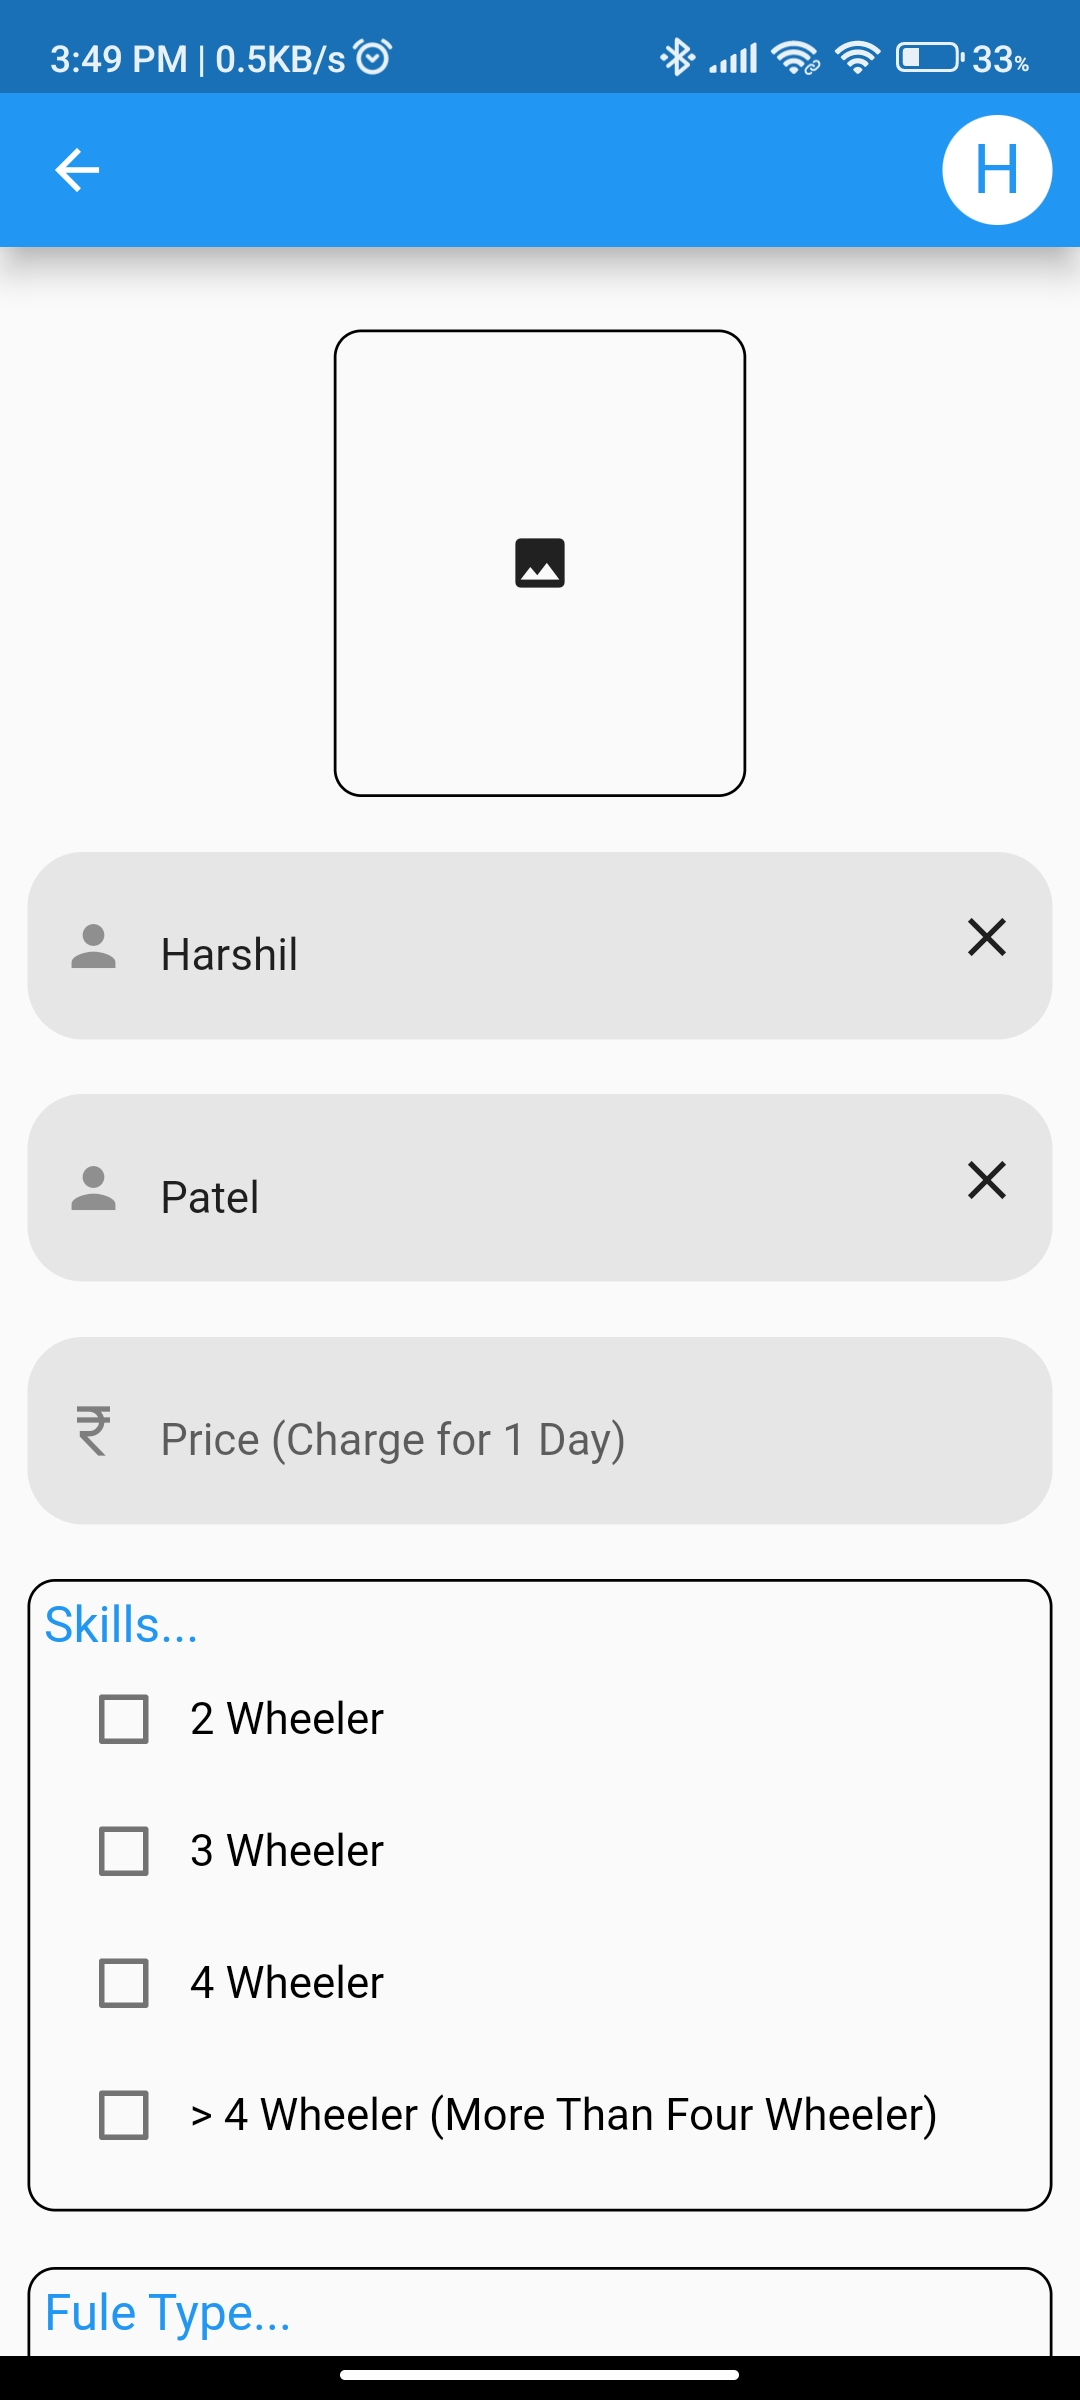 3:49 PM | 0.5KB/s 33%
H
Harshil
Patel
₹ Price (Charge for 1 Day)
Skills...
2 Wheeler
3 Wheeler
4 Wheeler
> 4 Wheeler (More Than Four Wheeler)
Fule Type...